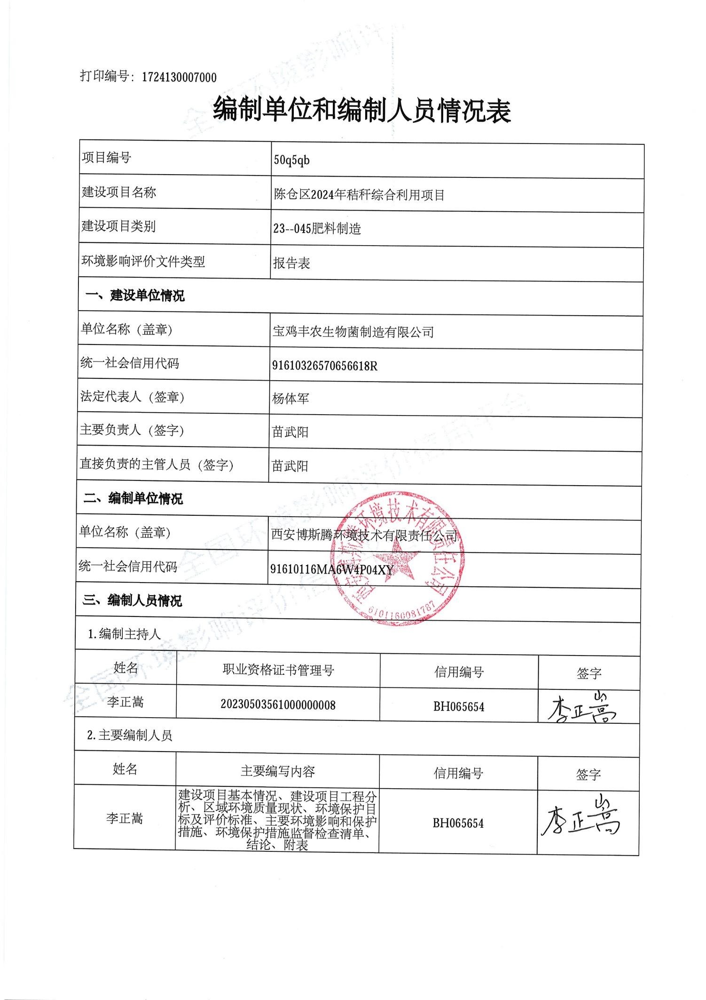 打印编号：1724130007000
编制单位和编制人员情况表
项目编号 50q5qb
建设项目名称 陈仓区2024年秸秆综合利用项目
建设项目类别 23--045肥料制造
环境影响评价文件类型 报告表
一、建设单位情况
单位名称（盖章） 宝鸡丰农生物菌制造有限公司
统一社会信用代码 91610326570656618R
法定代表人（签章） 杨体军
主要负责人（签字） 苗武阳
直接负责的主管人员（签字） 苗武阳
二、编制单位情况
单位名称（盖章） 西安博斯腾环境技术有限责任公司
统一社会信用代码 91610116MA6W4P04XY
西安博斯腾环境技术有限责任公司
6101160081787
三、编制人员情况
1.编制主持人
姓名 职业资格证书管理号 信用编号 签字
李正嵩 20230503561000000008 BH065654 李正嵩
2.主要编制人员
姓名 主要编写内容 信用编号 签字
李正嵩 建设项目基本情况、建设项目工程分
析、区域环境质量现状、环境保护目
标及评价标准、主要环境影响和保护
措施、环境保护措施监督检查清单、
结论、附表 BH065654 李正嵩
全国环境影响评价信用平台